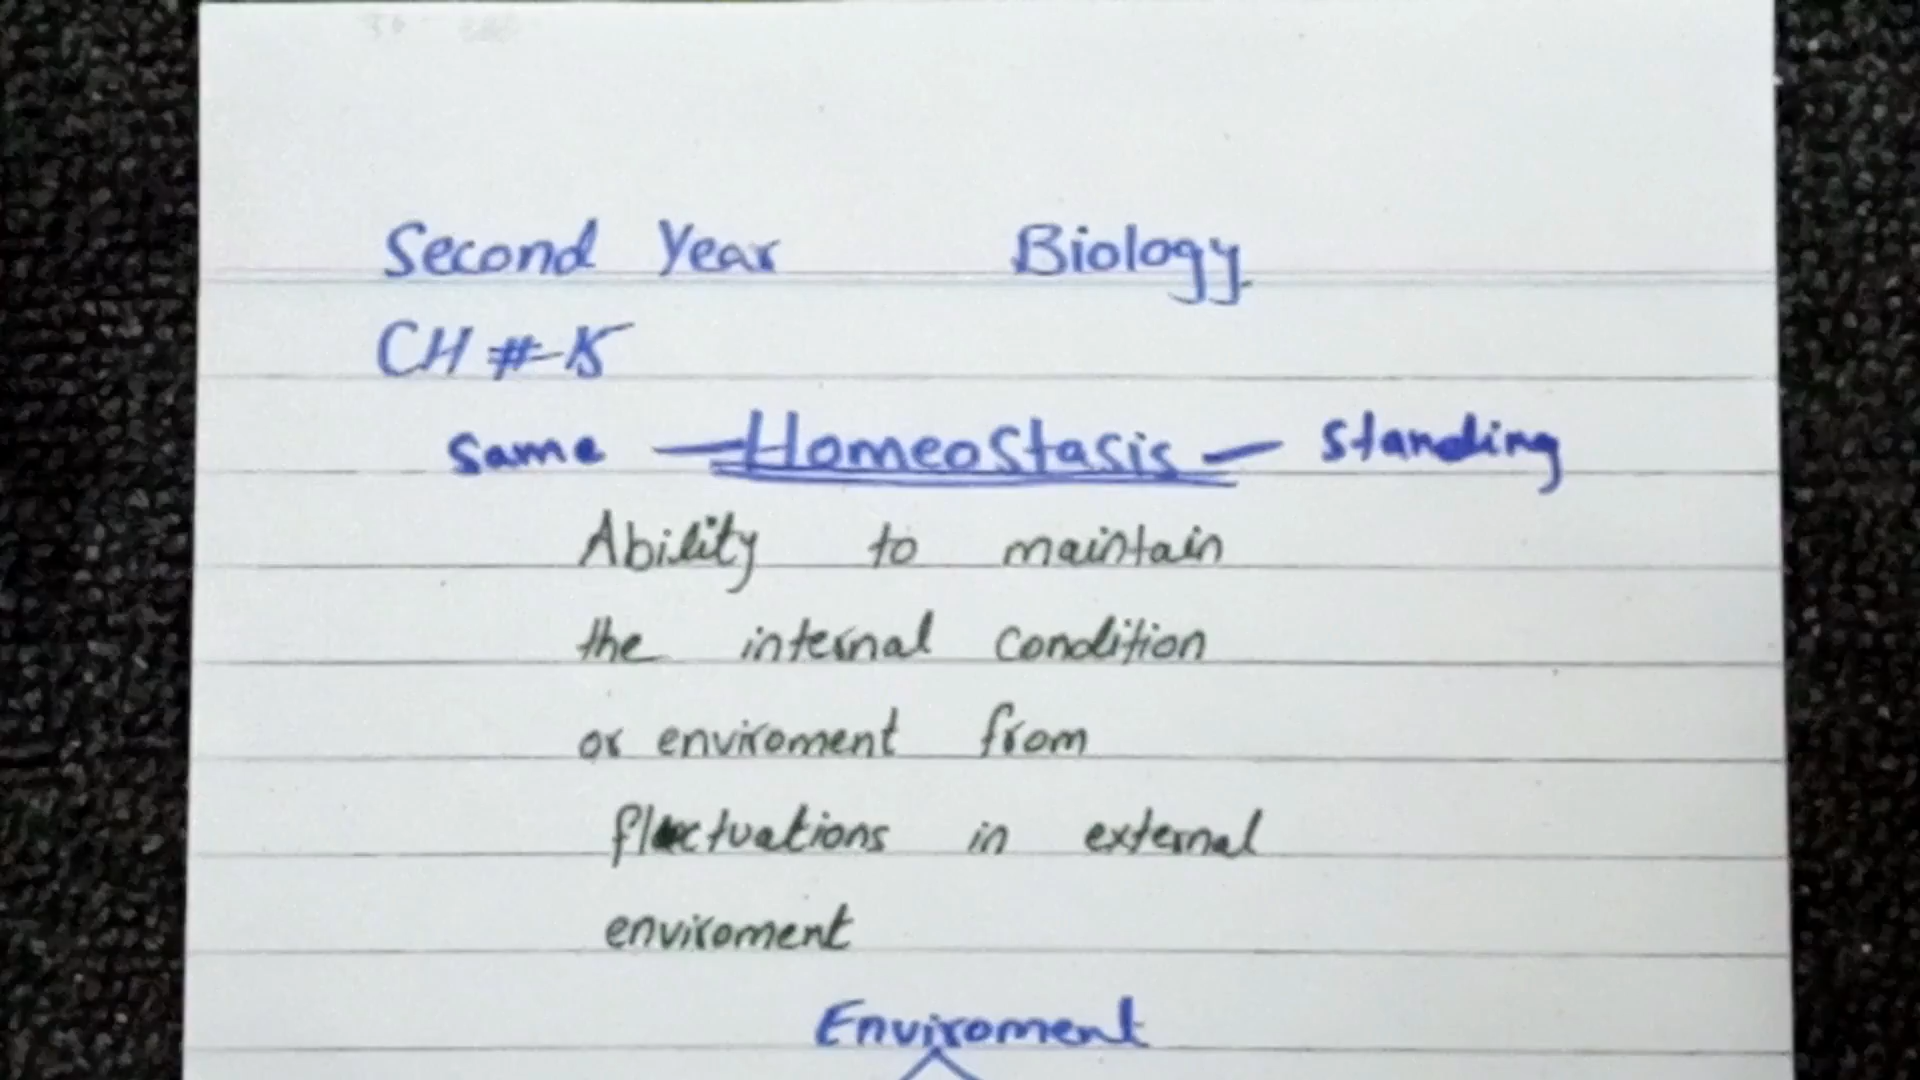 Second Year Biology
CH #-15
same — Homeostasis — standing
Ability to maintain
the internal condition
or enviroment from
fluctuations in external
enviroment
Enviroment